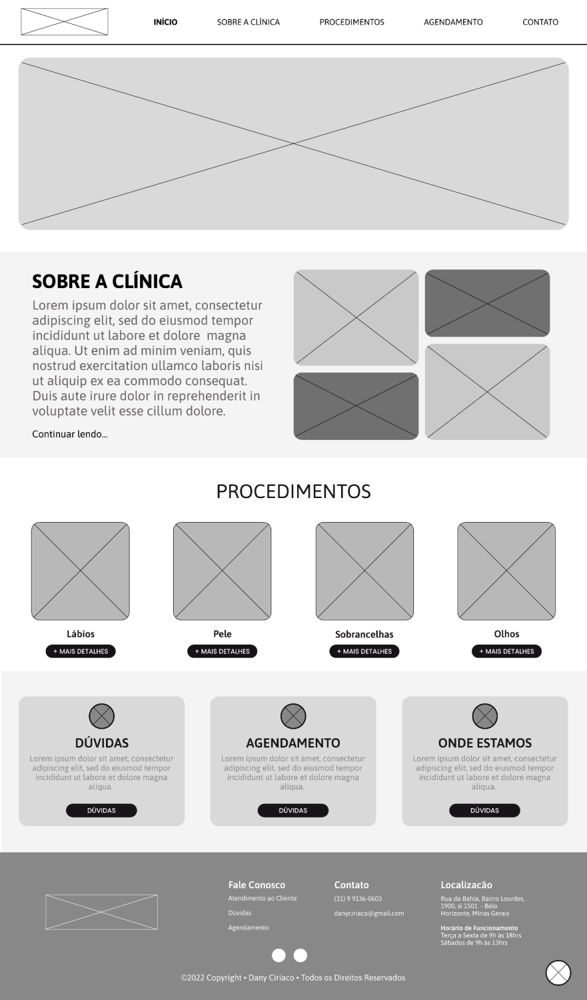 INÍCIO SOBRE A CLÍNICA PROCEDIMENTOS AGENDAMENTO CONTATO
SOBRE A CLÍNICA
Lorem ipsum dolor sit amet, consectetur
adipiscing elit, sed do eiusmod tempor
incididunt ut labore et dolore  magna
aliqua. Ut enim ad minim veniam, quis
nostrud exercitation ullamco laboris nisi
ut aliquip ex ea commodo consequat.
Duis aute irure dolor in reprehenderit in
voluptate velit esse cillum dolore.
Continuar lendo...
PROCEDIMENTOS
Lábios
+ MAIS DETALHES
Pele
+ MAIS DETALHES
Sobrancelhas
+ MAIS DETALHES
Olhos
+ MAIS DETALHES
DÚVIDAS
Lorem ipsum dolor sit amet, consectetur
adipiscing elit, sed do eiusmod tempor
incididunt ut labore et dolore magna
aliqua.
DÚVIDAS
AGENDAMENTO
Lorem ipsum dolor sit amet, consectetur
adipiscing elit, sed do eiusmod tempor
incididunt ut labore et dolore magna
aliqua.
DÚVIDAS
ONDE ESTAMOS
Lorem ipsum dolor sit amet, consectetur
adipiscing elit, sed do eiusmod tempor
incididunt ut labore et dolore magna
aliqua.
DÚVIDAS
Fale Conosco
Atendimento ao Cliente
Dúvidas
Agendamento
Contato
(31) 9 9136-0603
danyciriaco@gmail.com
Localização
Rua da Bahia, Bairro Lourdes,
1900, sl 1501  - Belo
Horizonte, Minas Gerais
Horário de Funcionamento
Terça a Sexta de 9h às 18hrs
Sábados de 9h às 13hrs
©2022 Copyright • Dany Ciríaco • Todos os Direitos Reservados